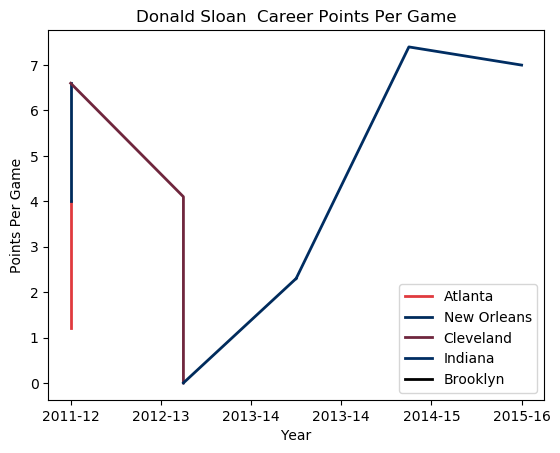 Donald Sloan  Career Points Per Game
Points Per Game
7
6
5
4
3
2
1
0
2011-12
2012-13
2013-14
2013-14
2014-15
2015-16
Year
Atlanta
New Orleans
Cleveland
Indiana
Brooklyn